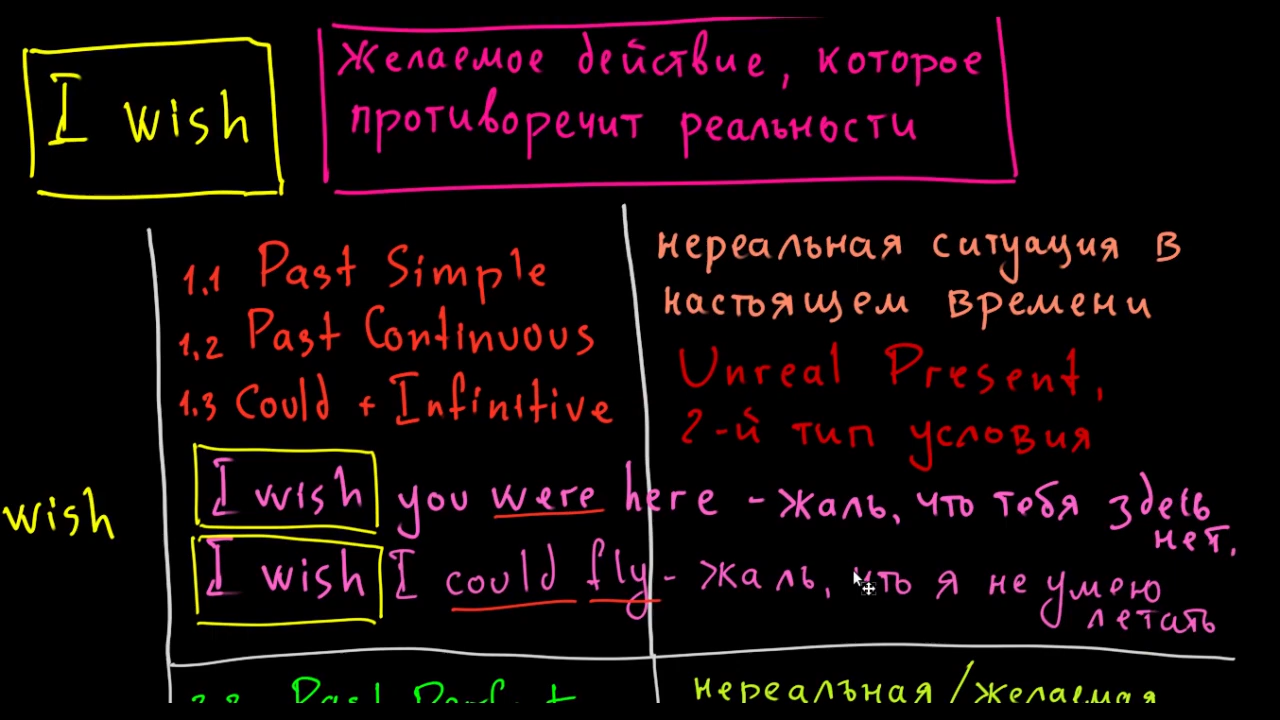 I wish
желаемое действие, которое
противоречит реальности
1.1 Past Simple
1.2 Past Continuous
1.3 Could + Infinitive
нереальная ситуация в
настоящем времени
Unreal Present,
2-й тип условия
wish
I wish you were here - жаль, что тебя здесь
нет.
I wish I could fly - жаль, что я не умею
летать
Past Perfect
нереальная/желаемая